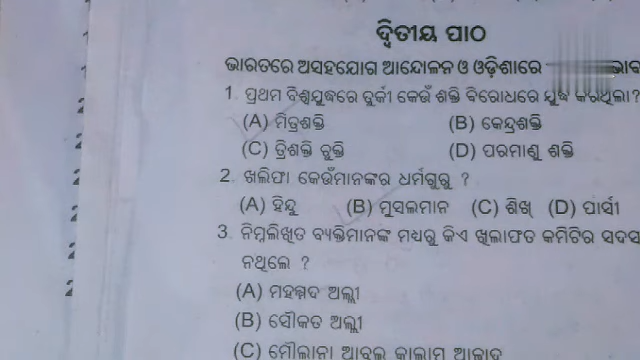 ଦ୍ୱିତୀୟ ପାଠ
ଭାରତରେ ଅସହଯୋଗ ଆନ୍ଦୋଳନ ଓ ଓଡ଼ିଶାରେ
1. ପ୍ରଥମ ବିଶ୍ୱଯୁଦ୍ଧରେ ତୁର୍କୀ କେଉଁ ଶକ୍ତି ବିରୋଧରେ ଯୁଦ୍ଧ କରିଥିଲା ?
(A) ମିତ୍ରଶକ୍ତି (B) କେନ୍ଦ୍ରଶକ୍ତି
(C) ତ୍ରିଶକ୍ତି ଚୁକ୍ତି (D) ପରମାଣୁ ଶକ୍ତି
2. ଖଲିଫା କେଉଁମାନଙ୍କର ଧର୍ମଗୁରୁ ?
(A) ହିନ୍ଦୁ (B) ମୁସଲମାନ (C) ଶିଖ୍ (D) ପାର୍ସୀ
3. ନିମ୍ନଲିଖିତ ବ୍ୟକ୍ତିମାନଙ୍କ ମଧ୍ୟରୁ କିଏ ଖିଲାଫତ କମିଟିର ସଦସ
ନଥିଲେ ?
(A) ମହମ୍ମଦ ଅଲ୍ଲୀ
(B) ସୌକତ ଅଲ୍ଲୀ
(C) ମୌଲାନା ଆବୁଲ କାଲାମ ଆଜାଦ